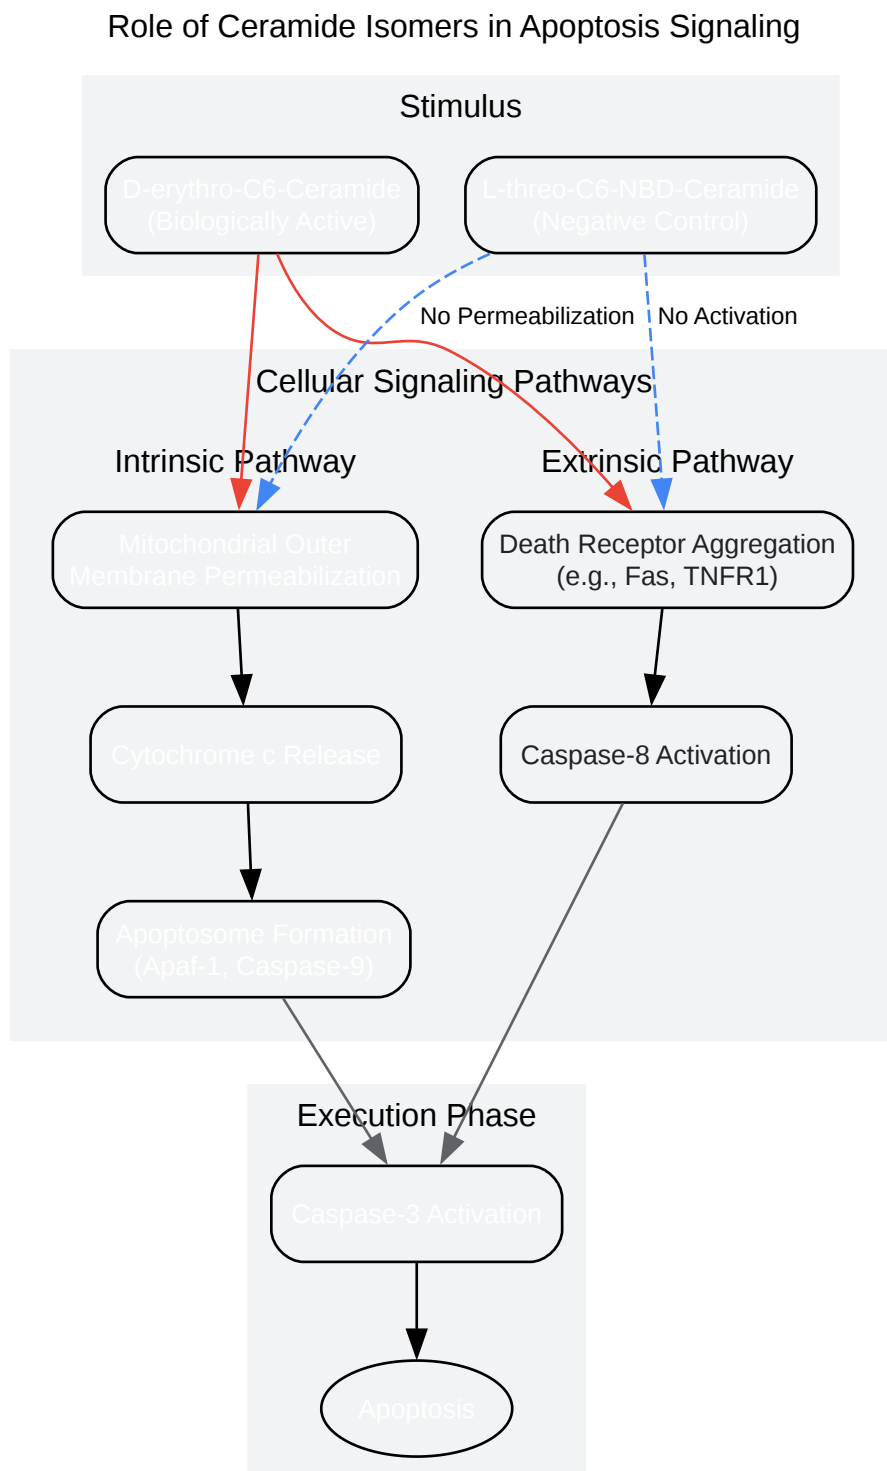 Role of Ceramide Isomers in Apoptosis Signaling
Stimulus
D-erythro-C6-Ceramide
(Biologically Active)
L-threo-C6-NBD-Ceramide
(Negative Control)
No Permeabilization
No Activation
Cellular Signaling Pathways
Intrinsic Pathway
Extrinsic Pathway
Mitochondrial Outer
Membrane Permeabilization
Death Receptor Aggregation
(e.g., Fas, TNFR1)
Cytochrome c Release
Caspase-8 Activation
Apoptosome Formation
(Apaf-1, Caspase-9)
Execution Phase
Caspase-3 Activation
Apoptosis